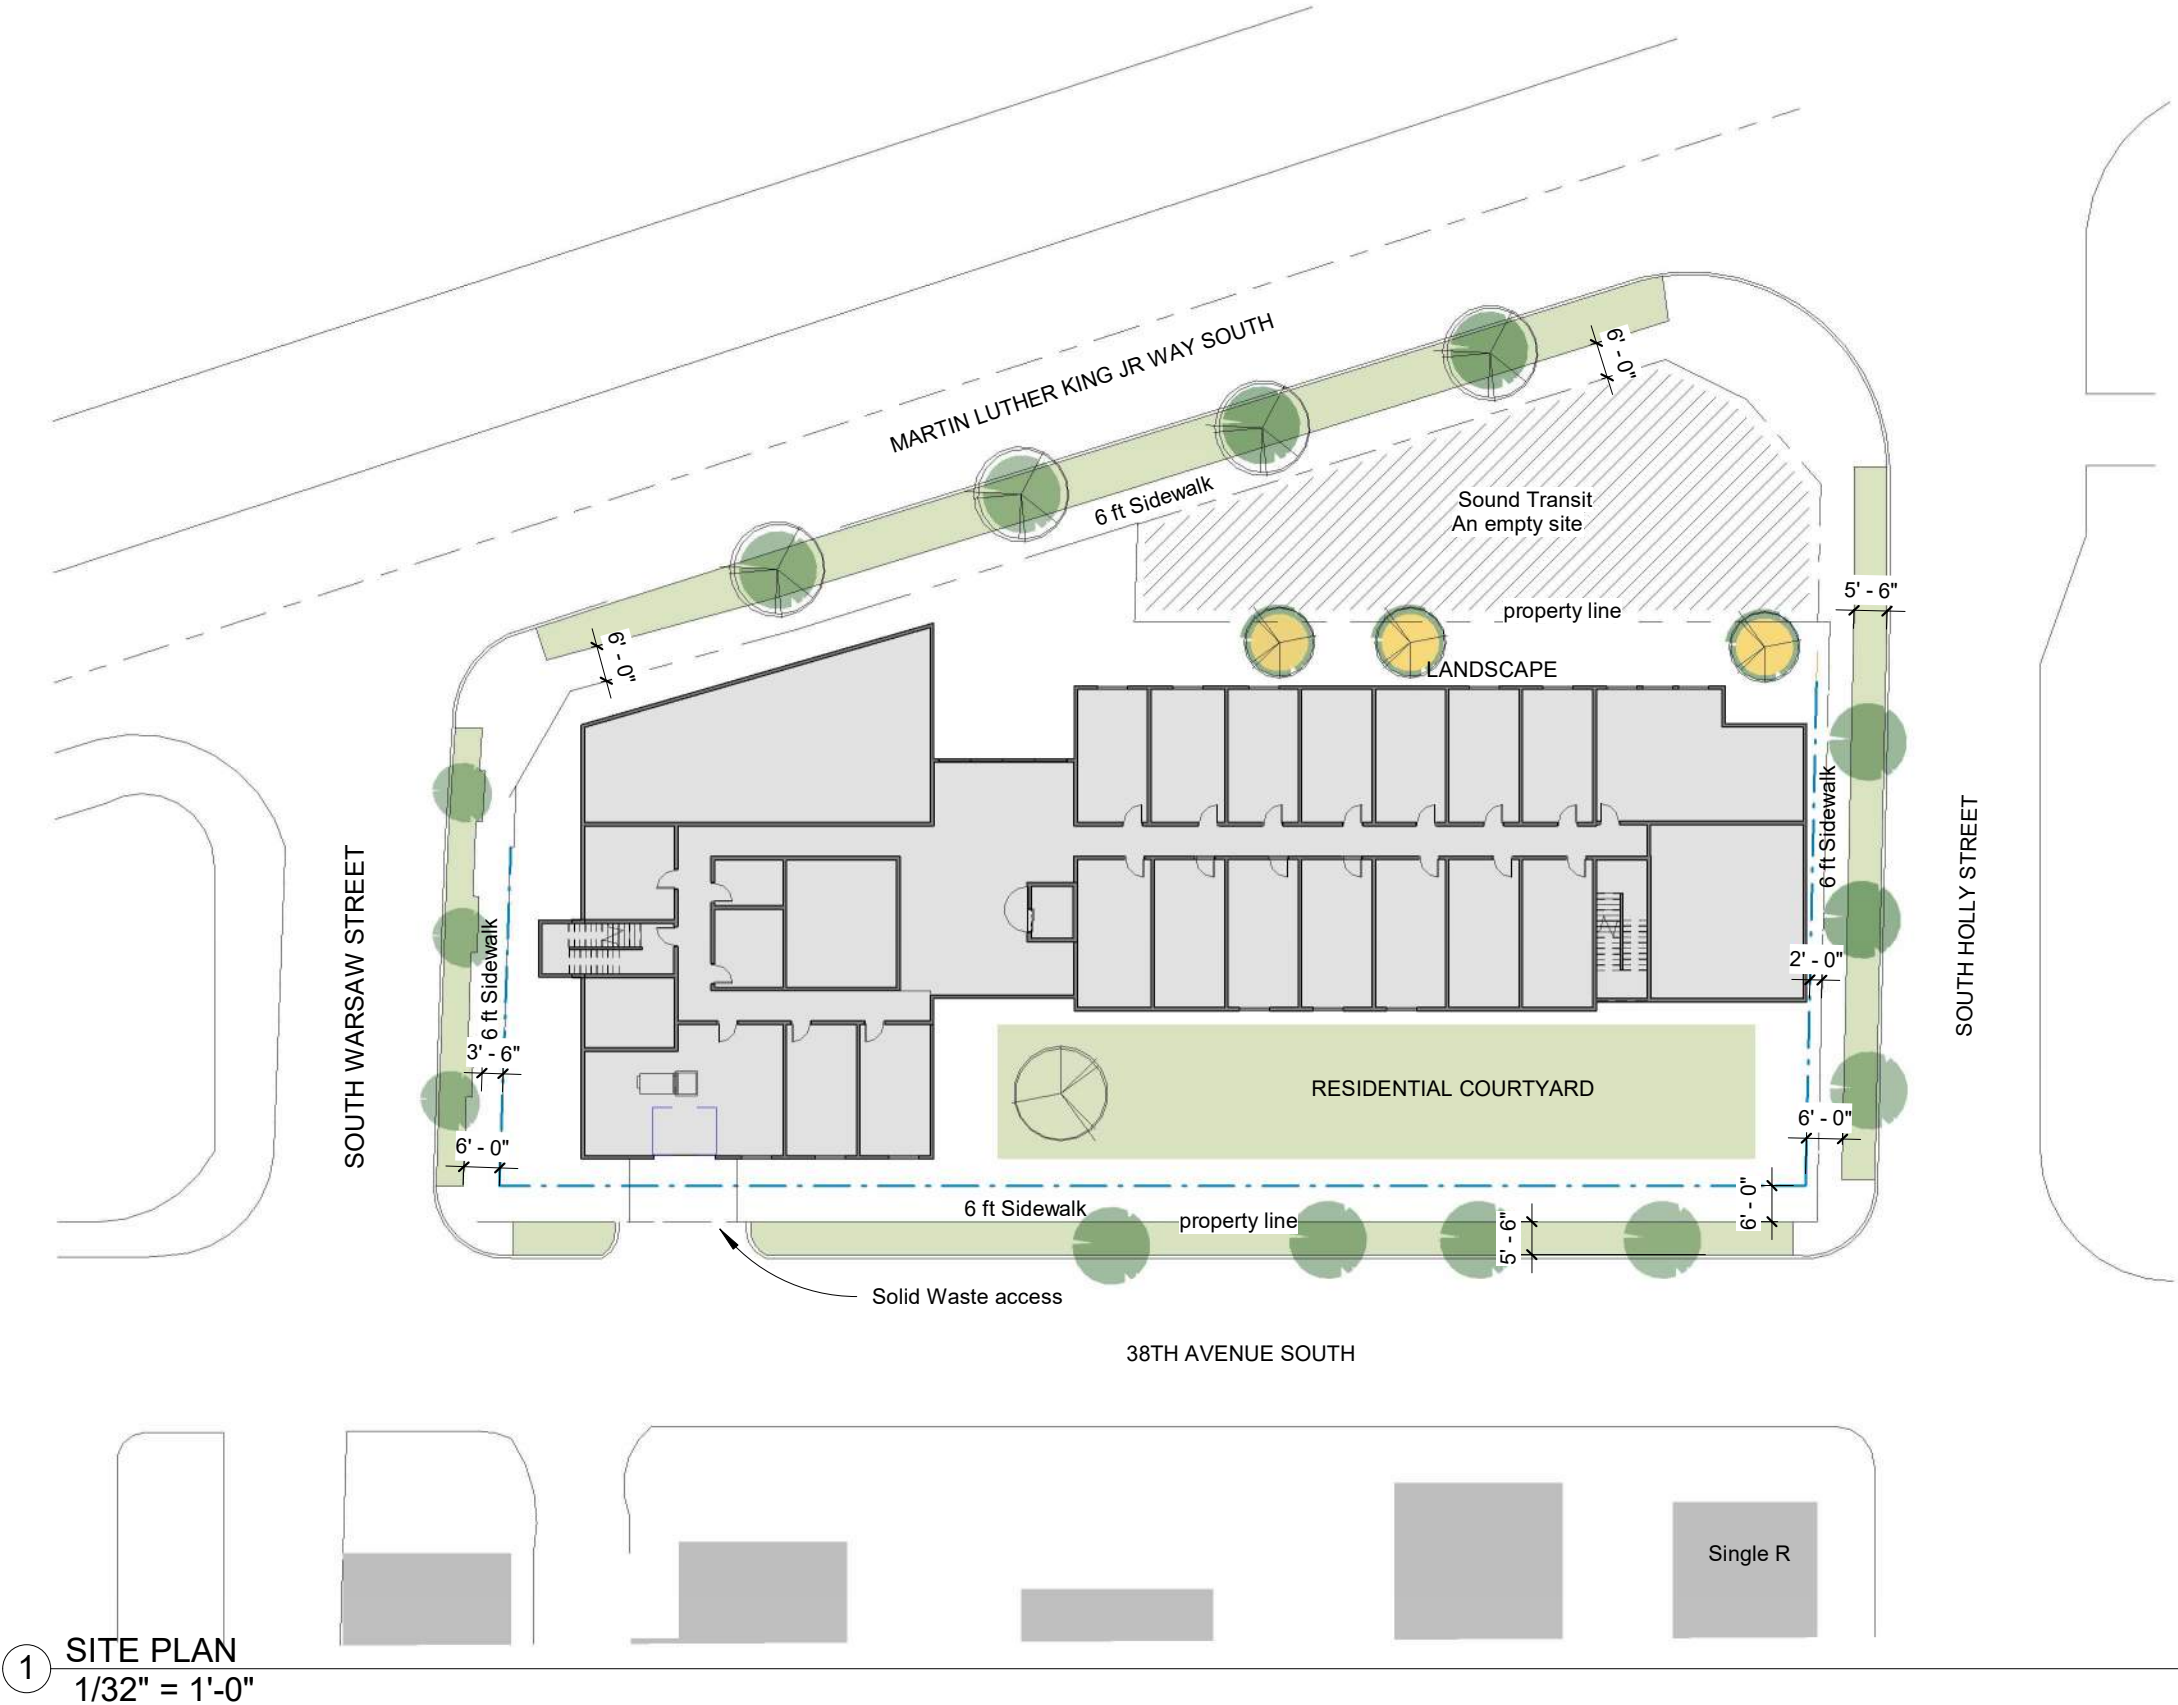 MARTIN LUTHER KING JR WAY SOUTH
6' - 0"
6 ft Sidewalk
Sound Transit
An empty site
5' - 6"
property line
6' - 0"
LANDSCAPE
6 ft Sidewalk
SOUTH HOLLY STREET
SOUTH WARSAW STREET
6 ft Sidewalk
2' - 0"
3' - 6"
RESIDENTIAL COURTYARD
6' - 0"
6' - 0"
6' - 0"
6 ft Sidewalk
property line
5' - 6"
Solid Waste access
38TH AVENUE SOUTH
Single R
1
SITE PLAN
1/32" = 1'-0"